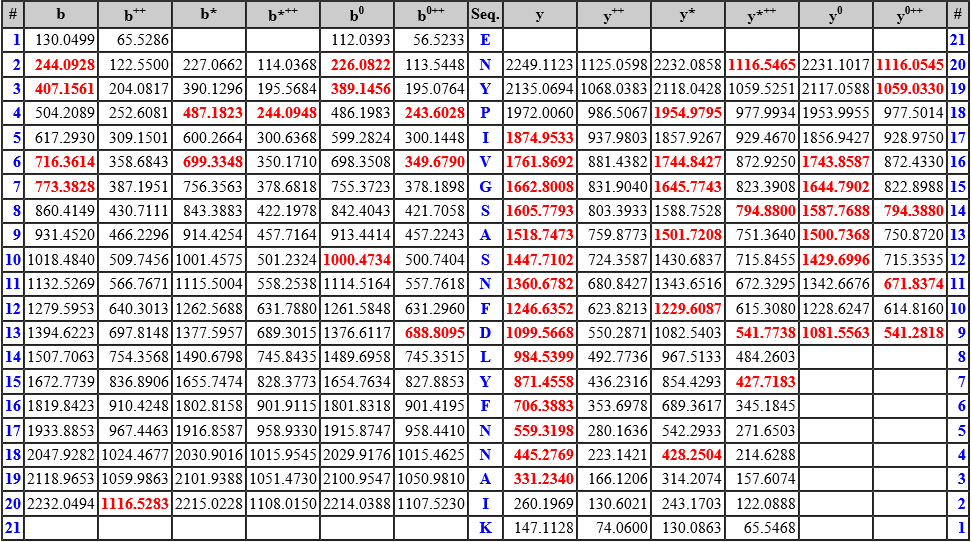 # b b++ b* b*++ b0 b0++ Seq. y y++ y* y*++ y0 y0++ #
1 130.0499 65.5286 112.0393 56.5233 E 21
2 244.0928 122.5500 227.0662 114.0368 226.0822 113.5448 N 2249.1123 1125.0598 2232.0858 1116.5465 2231.1017 1116.0545 20
3 407.1561 204.0817 390.1296 195.5684 389.1456 195.0764 Y 2135.0694 1068.0383 2118.0428 1059.5251 2117.0588 1059.0330 19
4 504.2089 252.6081 487.1823 244.0948 486.1983 243.6028 P 1972.0060 986.5067 1954.9795 977.9934 1953.9955 977.5014 18
5 617.2930 309.1501 600.2664 300.6368 599.2824 300.1448 I 1874.9533 937.9803 1857.9267 929.4670 1856.9427 928.9750 17
6 716.3614 358.6843 699.3348 350.1710 698.3508 349.6790 V 1761.8692 881.4382 1744.8427 872.9250 1743.8587 872.4330 16
7 773.3828 387.1951 756.3563 378.6818 755.3723 378.1898 G 1662.8008 831.9040 1645.7743 823.3908 1644.7902 822.8988 15
8 860.4149 430.7111 843.3883 422.1978 842.4043 421.7058 S 1605.7793 803.3933 1588.7528 794.8800 1587.7688 794.3880 14
9 931.4520 466.2296 914.4254 457.7164 913.4414 457.2243 A 1518.7473 759.8773 1501.7208 751.3640 1500.7368 750.8720 13
10 1018.4840 509.7456 1001.4575 501.2324 1000.4734 500.7404 S 1447.7102 724.3587 1430.6837 715.8455 1429.6996 715.3535 12
11 1132.5269 566.7671 1115.5004 558.2538 1114.5164 557.7618 N 1360.6782 680.8427 1343.6516 672.3295 1342.6676 671.8374 11
12 1279.5953 640.3013 1262.5688 631.7880 1261.5848 631.2960 F 1246.6352 623.8213 1229.6087 615.3080 1228.6247 614.8160 10
13 1394.6223 697.8148 1377.5957 689.3015 1376.6117 688.8095 D 1099.5668 550.2871 1082.5403 541.7738 1081.5563 541.2818 9
14 1507.7063 754.3568 1490.6798 745.8435 1489.6958 745.3515 L 984.5399 492.7736 967.5133 484.2603 8
15 1672.7739 836.8906 1655.7474 828.3773 1654.7634 827.8853 Y 871.4558 436.2316 854.4293 427.7183 7
16 1819.8423 910.4248 1802.8158 901.9115 1801.8318 901.4195 F 706.3883 353.6978 689.3617 345.1845 6
17 1933.8853 967.4463 1916.8587 958.9330 1915.8747 958.4410 N 559.3198 280.1636 542.2933 271.6503 5
18 2047.9282 1024.4677 2030.9016 1015.9545 2029.9176 1015.4625 N 445.2769 223.1421 428.2504 214.6288 4
19 2118.9653 1059.9863 2101.9388 1051.4730 2100.9547 1050.9810 A 331.2340 166.1206 314.2074 157.6074 3
20 2232.0494 1116.5283 2215.0228 1108.0150 2214.0388 1107.5230 I 260.1969 130.6021 243.1703 122.0888 2
21 K 147.1128 74.0600 130.0863 65.5468 1